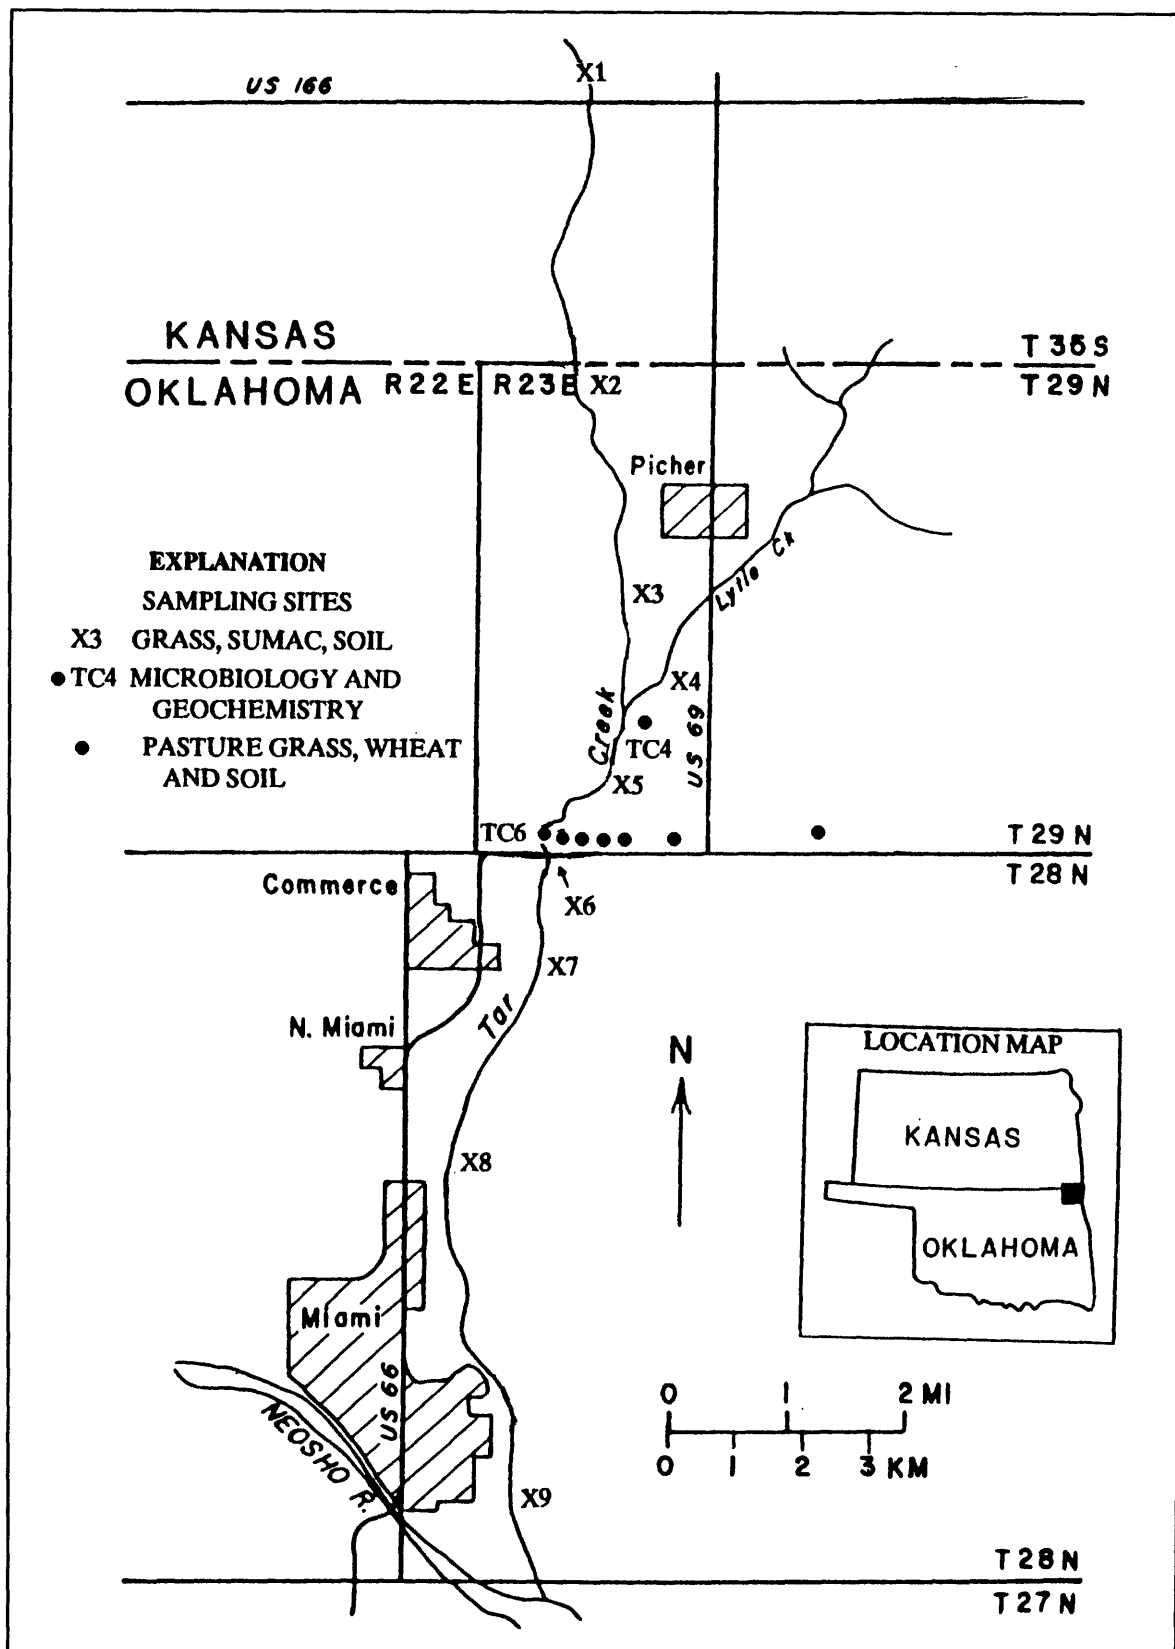 X1
US 166
KANSAS
T 35 S
OKLAHOMA
R 22 E
R 23 E
X2
T 29 N
Picher
Lytle Ck
EXPLANATION
SAMPLING SITES
X3 GRASS, SUMAC, SOIL
TC4 MICROBIOLOGY AND
GEOCHEMISTRY
PASTURE GRASS, WHEAT
AND SOIL
X3
X4
Creek
TC4
US 69
X5
TC6
T 29 N
T 28 N
Commerce
X6
X7
Tar
N. Miami
N
LOCATION MAP
KANSAS
OKLAHOMA
X8
Miami
US 66
NEOSHO R.
0 1 2 MI
0 1 2 3 KM
X9
T 28 N
T 27 N